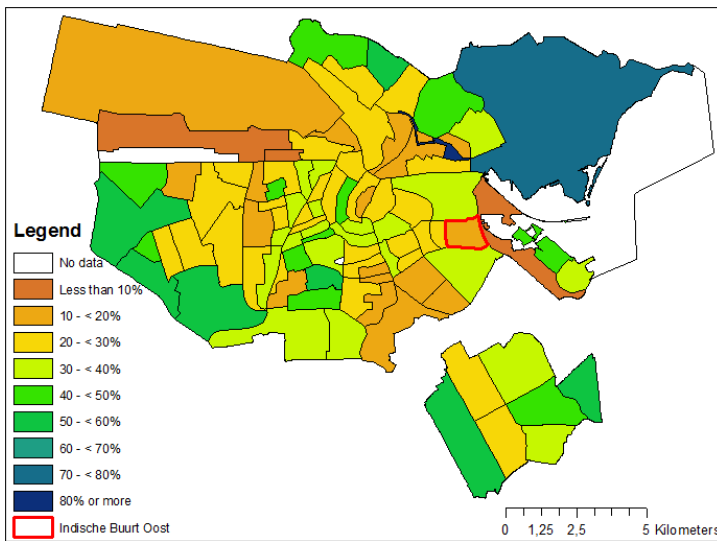 Legend
No data
Less than 10%
10 - < 20%
20 - < 30%
30 - < 40%
40 - < 50%
50 - < 60%
60 - < 70%
70 - < 80%
80% or more
Indische Buurt Oost
0 1,25 2,5 5 Kilometers